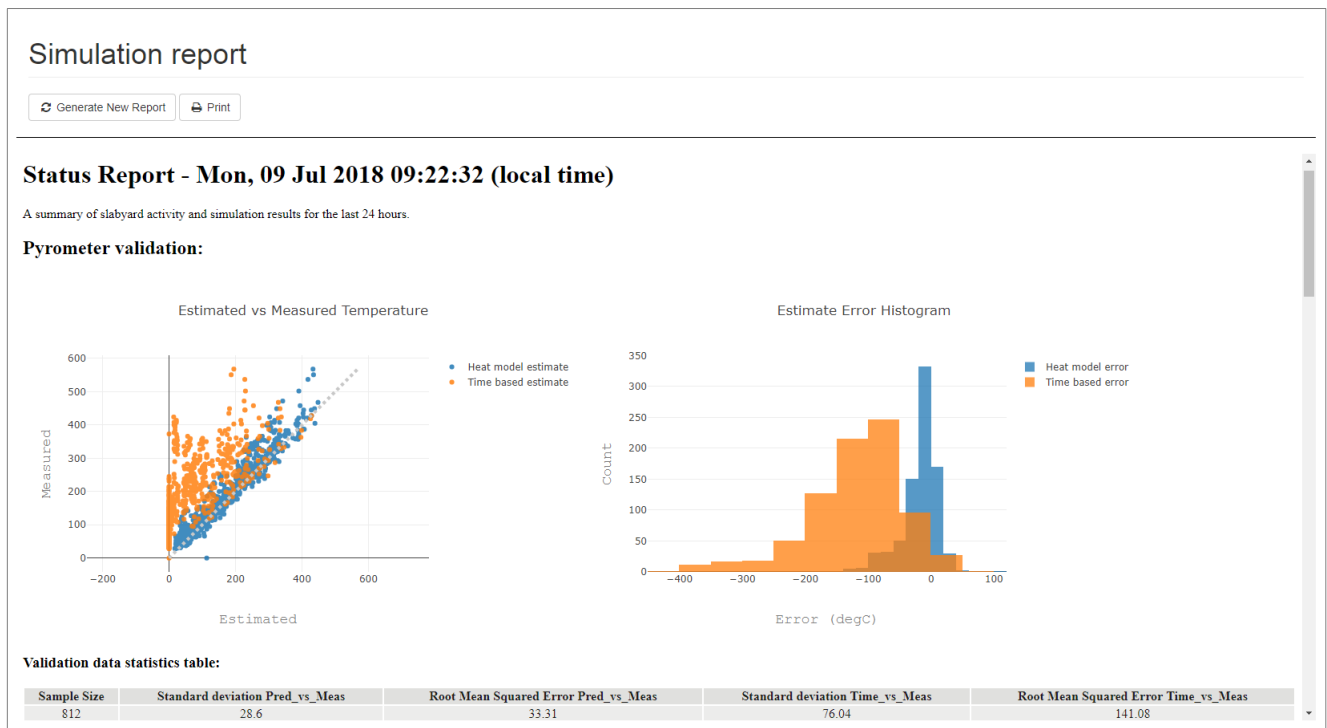 Simulation report
Generate New Report
Print
Status Report - Mon, 09 Jul 2018 09:22:32 (local time)
A summary of slabyard activity and simulation results for the last 24 hours.
Pyrometer validation:
Estimated vs Measured Temperature
600
500
400
300
200
100
0
Measured
−200 0 200 400 600
Estimated
Heat model estimate
Time based estimate
Estimate Error Histogram
350
300
250
200
150
100
50
0
Count
−400 −300 −200 −100 0 100
Error (degC)
Heat model error
Time based error
Validation data statistics table:
Sample Size Standard deviation Pred_vs_Meas Root Mean Squared Error Pred_vs_Meas Standard deviation Time_vs_Meas Root Mean Squared Error Time_vs_Meas
812 28.6 33.31 76.04 141.08